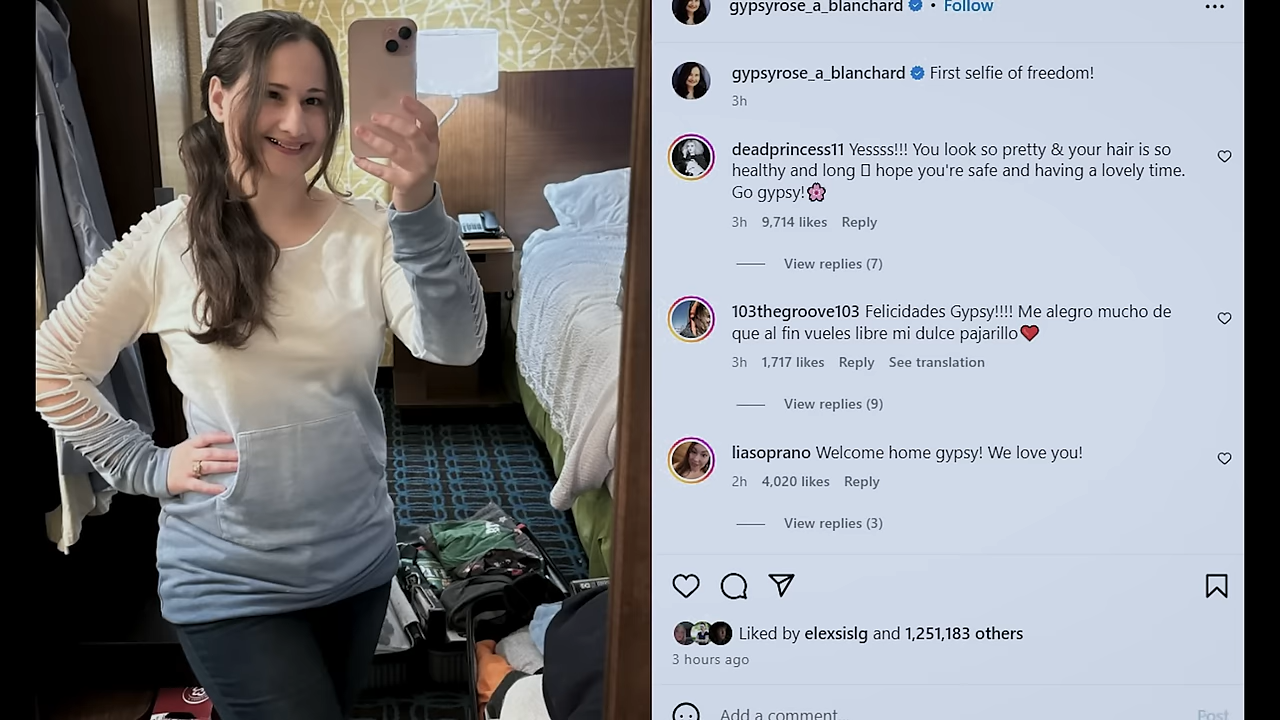 gypsyrose_a_blanchard • Follow
gypsyrose_a_blanchard First selfie of freedom!
3h
deadprincess11 Yessss!!! You look so pretty & your hair is so
healthy and long hope you're safe and having a lovely time.
Go gypsy!🌸
3h 9,714 likes Reply
View replies (7)
103thegroove103 Felicidades Gypsy!!!! Me alegro mucho de
que al fin vueles libre mi dulce pajarillo❤️
3h 1,717 likes Reply See translation
View replies (9)
liasoprano Welcome home gypsy! We love you!
2h 4,020 likes Reply
View replies (3)
Liked by elexsislg and 1,251,183 others
3 hours ago
Add a comment...
Post